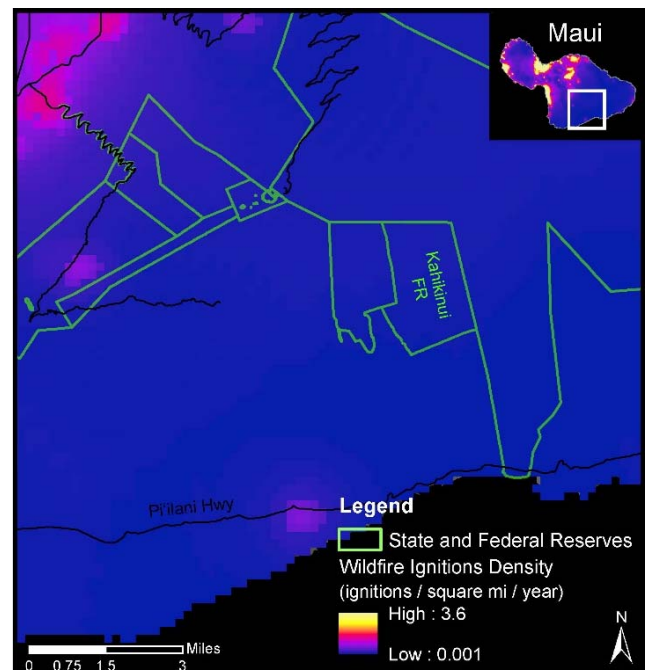 Maui
Kahikinui
FR
Pi'ilani Hwy
Legend
State and Federal Reserves
Wildfire Ignitions Density
(ignitions / square mi / year)
High : 3.6
Low : 0.001
N
Miles
0 0.75 1.5 3